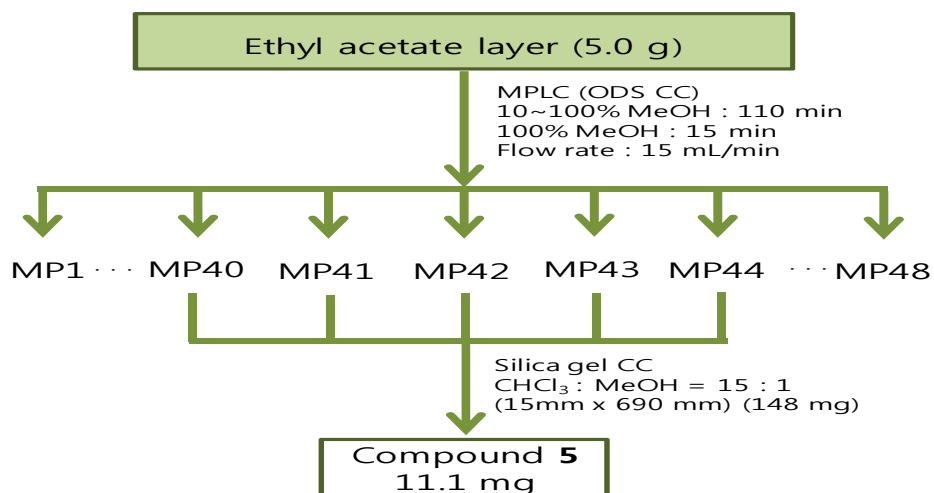 Ethyl acetate layer (5.0 g)
MPLC (ODS CC)
10~100% MeOH : 110 min
100% MeOH : 15 min
Flow rate : 15 mL/min
MP1 ··· MP40 MP41 MP42 MP43 MP44 ··· MP48
Silica gel CC
CHCl₃ : MeOH = 15 : 1
(15mm x 690 mm) (148 mg)
Compound 5
11.1 mg